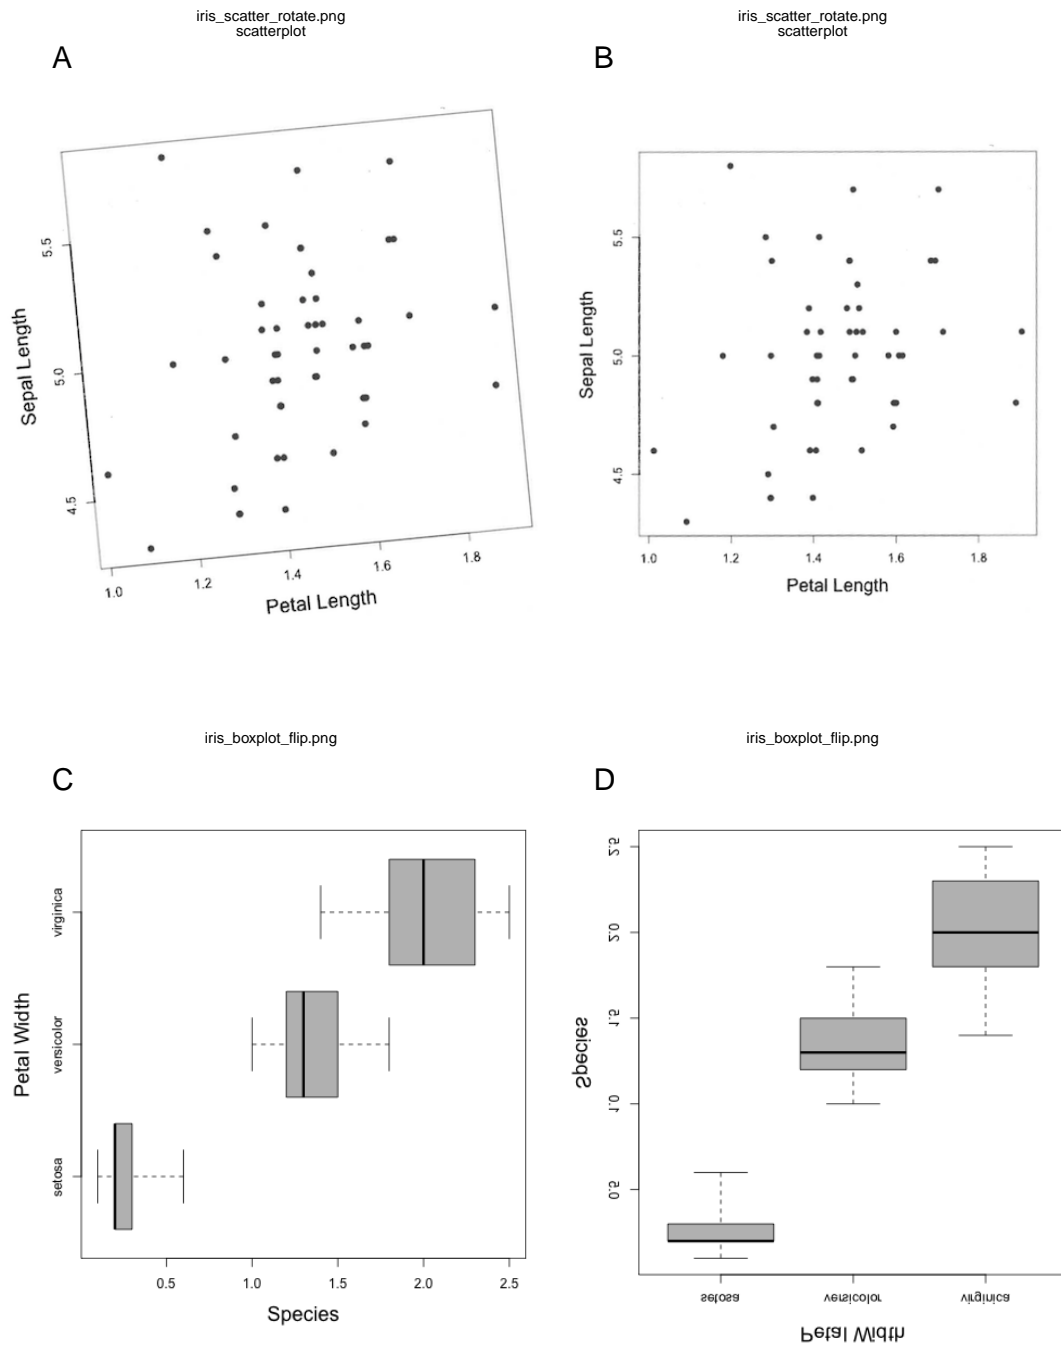 iris_scatter_rotate.png
scatterplot
A
5.5
5.0
4.5
Sepal Length
1.0
1.2
1.4
1.6
1.8
Petal Length
iris_scatter_rotate.png
scatterplot
B
5.5
5.0
4.5
Sepal Length
1.0
1.2
1.4
1.6
1.8
Petal Length
iris_boxplot_flip.png
C
virginica
versicolor
setosa
Petal Width
0.5
1.0
1.5
2.0
2.5
Species
iris_boxplot_flip.png
D
2.5
2.0
1.5
1.0
0.5
Species
setosa
versicolor
virginica
Petal Width